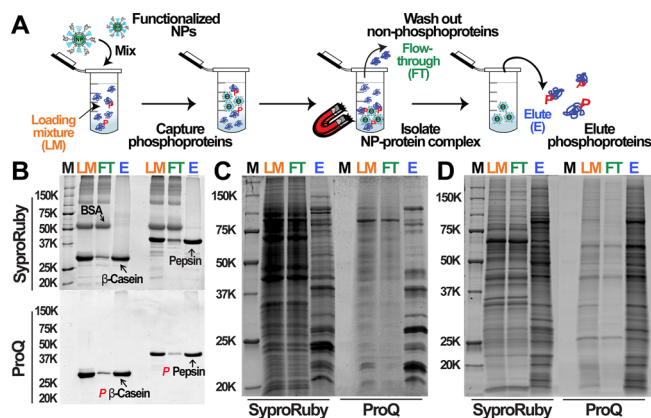 A
Functionalized
NPs
Mix
Wash out
non-phosphoproteins
Flow-
through
(FT)
Loading
mixture
(LM)
P
Capture
phosphoproteins
Isolate
NP-protein complex
Elute (E)
P
P
P
Elute
phosphoproteins
B
M LM FT E LM FT E
150K
75K
50K
37K
25K
20K
BSA
β-Casein
Pepsin
SyproRuby
150K
75K
50K
37K
25K
20K
P β-Casein
P Pepsin
ProQ
C
M LM FT E LM FT E
75K
50K
37K
25K
20K
SyproRuby ProQ
D
M LM FT E LM FT E
150K
75K
50K
37K
25K
20K
SyproRuby ProQ